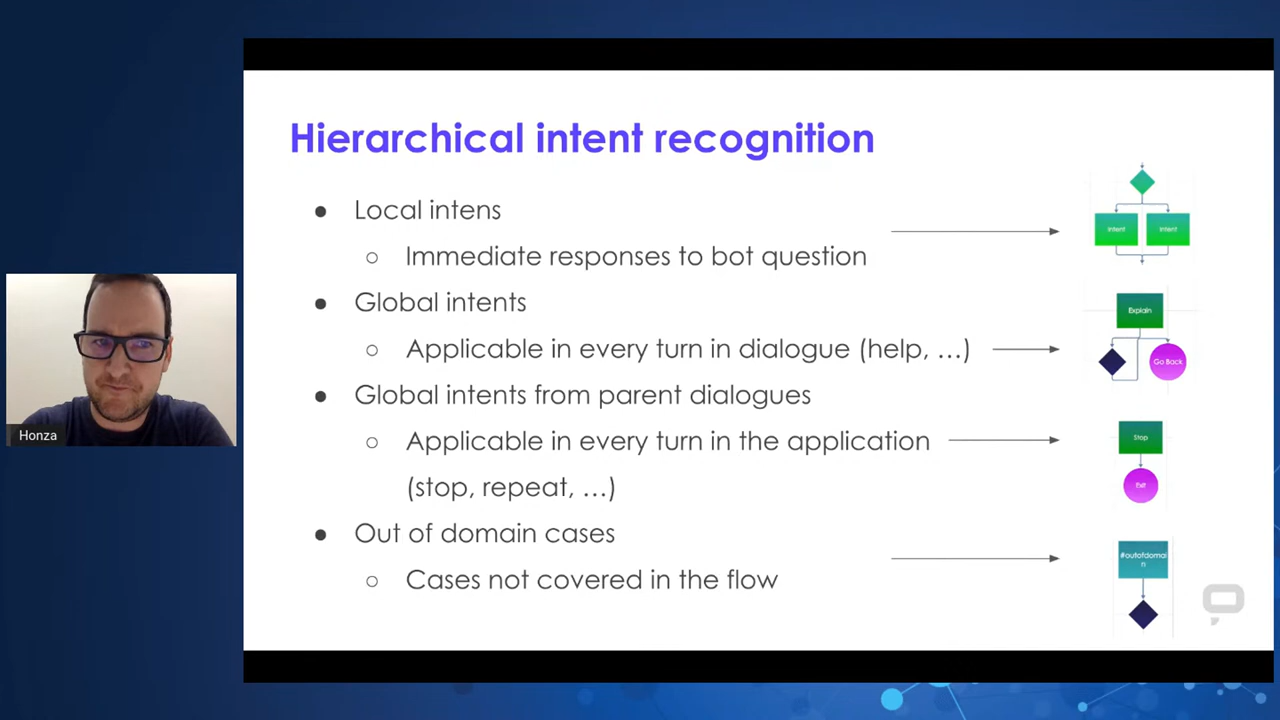 Hierarchical intent recognition
● Local intens
○ Immediate responses to bot question
● Global intents
○ Applicable in every turn in dialogue (help, …)
● Global intents from parent dialogues
○ Applicable in every turn in the application
(stop, repeat, …)
● Out of domain cases
○ Cases not covered in the flow
Intent Intent
Explain
Go Back
Stop
Exit
#outofdomai
n
Honza